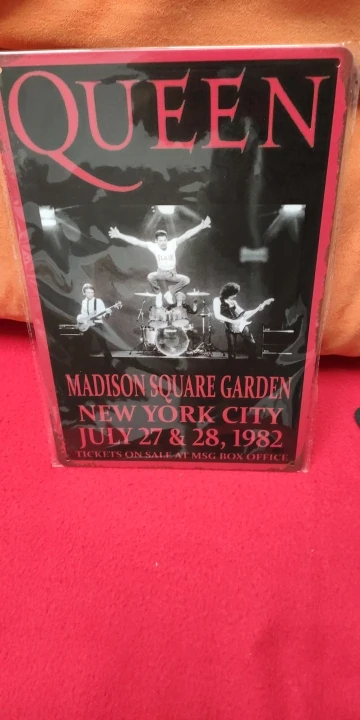 QUEEN
MADISON SQUARE GARDEN
NEW YORK CITY
JULY 27 & 28, 1982
TICKETS ON SALE AT MSG BOX OFFICE